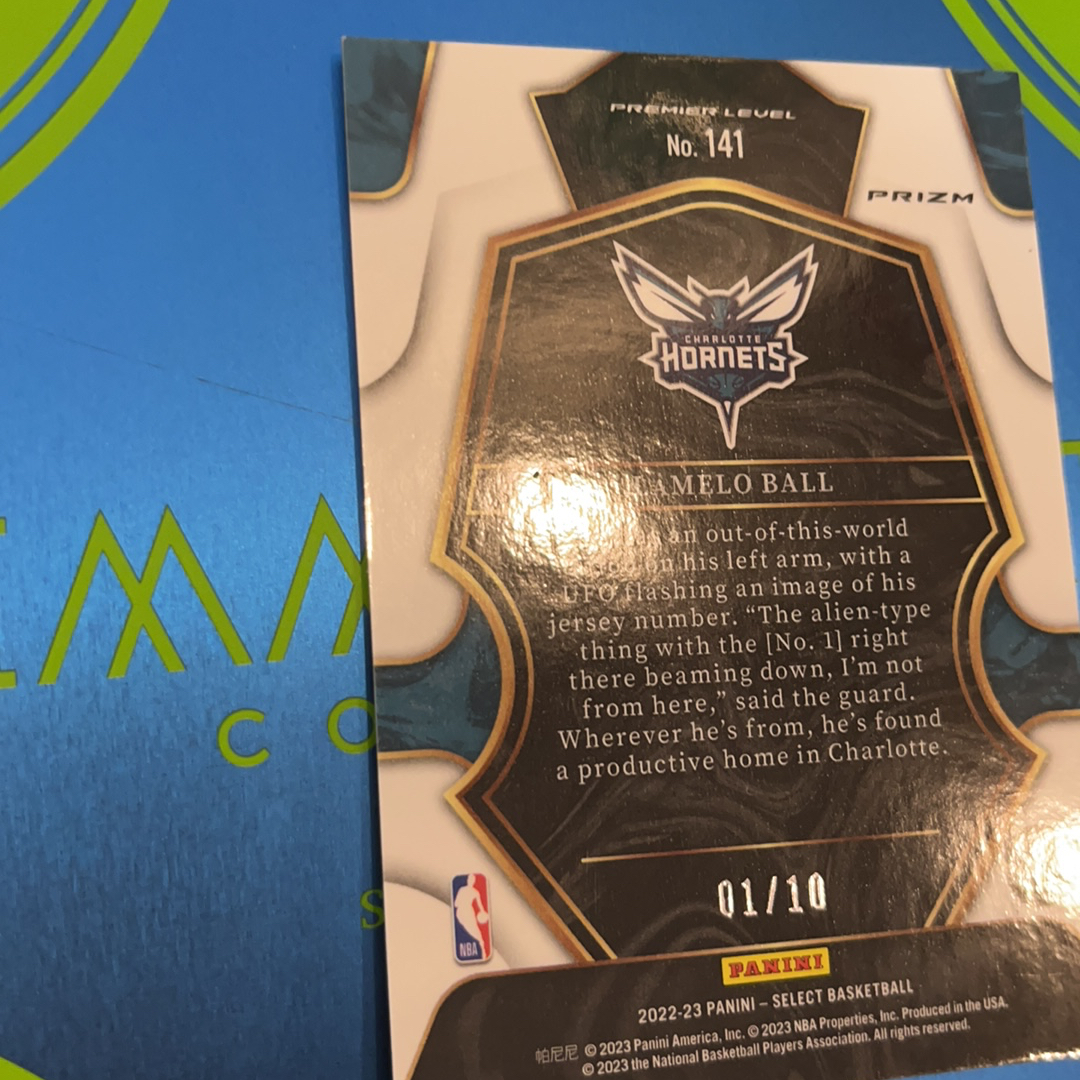 PREMIER LEVEL
No. 141
PRIZM
CHARLOTTE
HORNETS
LAMELO BALL
an out-of-this-world
on his left arm, with a
UFO flashing an image of his
jersey number. “The alien-type
thing with the [No. 1] right
there beaming down, I’m not
from here,” said the guard.
Wherever he’s from, he’s found
a productive home in Charlotte.
01/10
NBA
PANINI
2022-23 PANINI – SELECT BASKETBALL
帕尼尼 © 2023 Panini America, Inc. © 2023 NBA Properties, Inc. Produced in the USA.
© 2023 the National Basketball Players Association. All rights reserved.